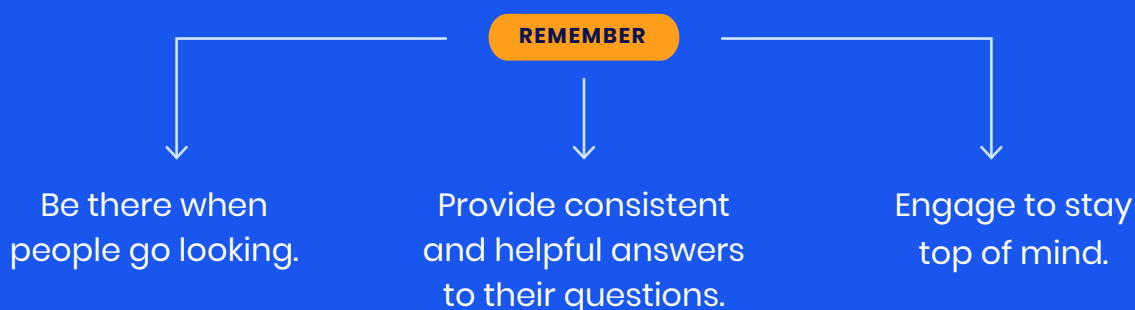 REMEMBER
Be there when
people go looking.
Provide consistent
and helpful answers
to their questions.
Engage to stay
top of mind.